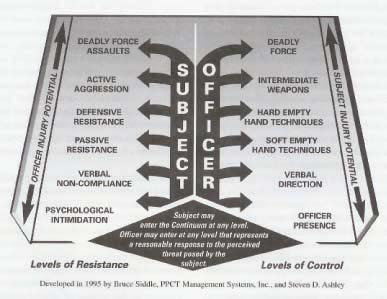 DEADLY FORCE
ASSAULTS
ACTIVE
AGGRESSION
DEFENSIVE
RESISTANCE
PASSIVE
RESISTANCE
VERBAL
NON-COMPLIANCE
PSYCHOLOGICAL
INTIMIDATION
OFFICER INJURY POTENTIAL
SUBJECT
OFFICER
DEADLY
FORCE
INTERMEDIATE
WEAPONS
HARD EMPTY
HAND TECHNIQUES
SOFT EMPTY
HAND TECHNIQUES
VERBAL
DIRECTION
OFFICER
PRESENCE
SUBJECT INJURY POTENTIAL
Subject may
enter the Continuum at any level.
Officer may enter at any level that represents
a reasonable response to the perceived
threat posed by the
subject.
Levels of Resistance
Levels of Control
Developed in 1995 by Bruce Siddle, PPCT Management Systems, Inc., and Steven D. Ashley